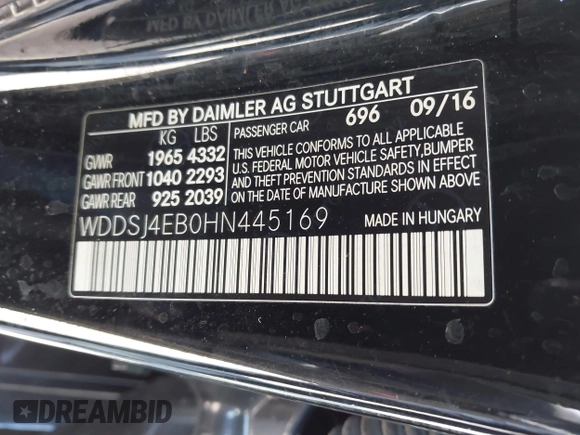 MFD BY DAIMLER AG STUTTGART
KG LBS
PASSENGER CAR 696 09/16
GVWR 1965 4332
GAWR FRONT 1040 2293
GAWR REAR 925 2039
THIS VEHICLE CONFORMS TO ALL APPLICABLE
U.S. FEDERAL MOTOR VEHICLE SAFETY, BUMPER
AND THEFT PREVENTION STANDARDS IN EFFECT
ON THE DATE OF MANUFACTURE SHOWN ABOVE.
WDDSJ4EB0HN445169
MADE IN HUNGARY
DREAMBID